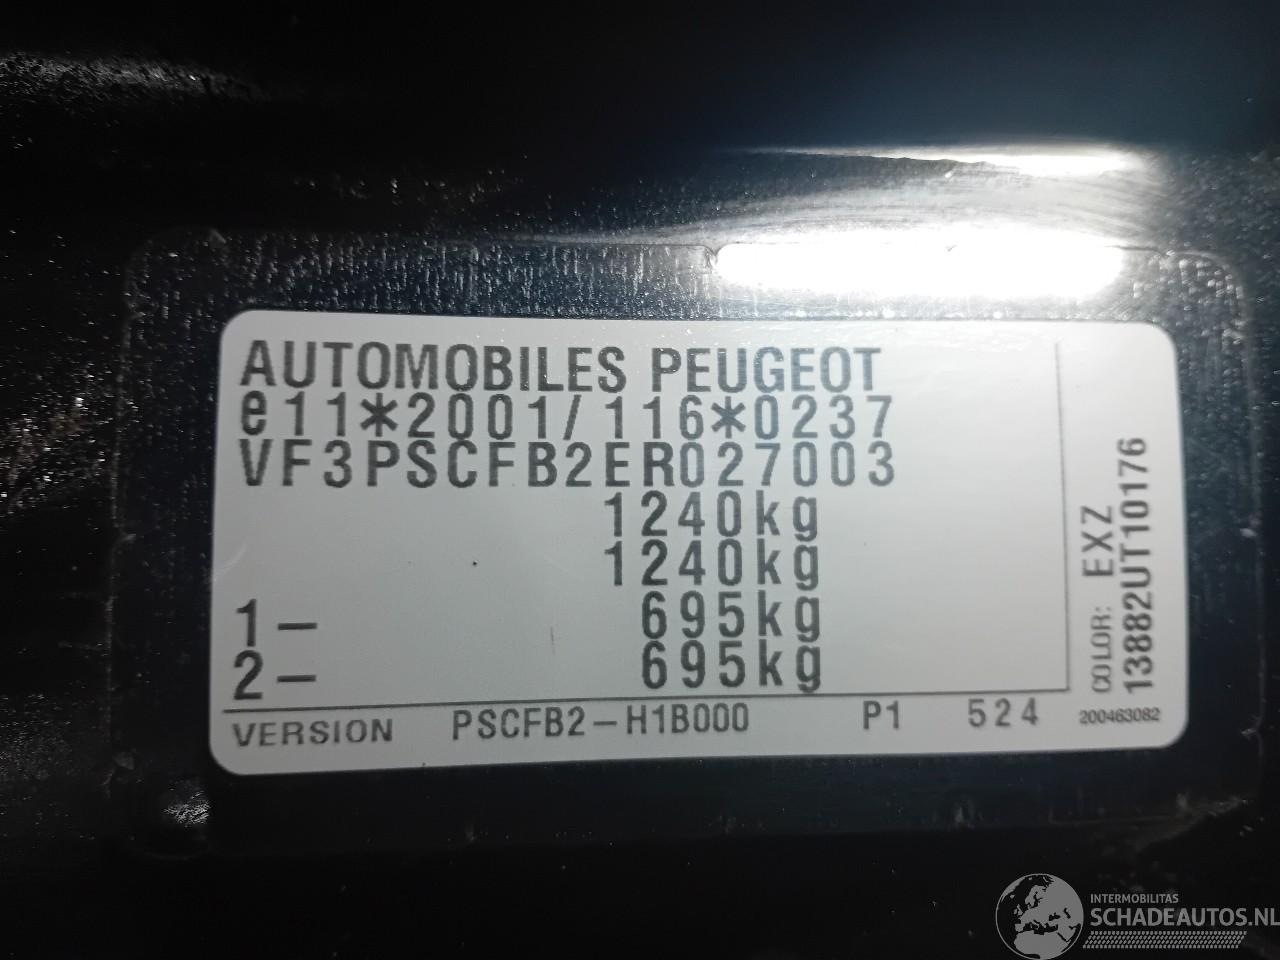 AUTOMOBILES PEUGEOT
e11*2001/116*0237
VF3PSCFB2ER027003
1240kg
1240kg
1- 695kg
2- 695kg
VERSION PSCFB2-H1B000 P1 524
COLOR: EXZ
13882UT10176
200463082
INTERMOBILITAS
SCHADEAUTOS.NL